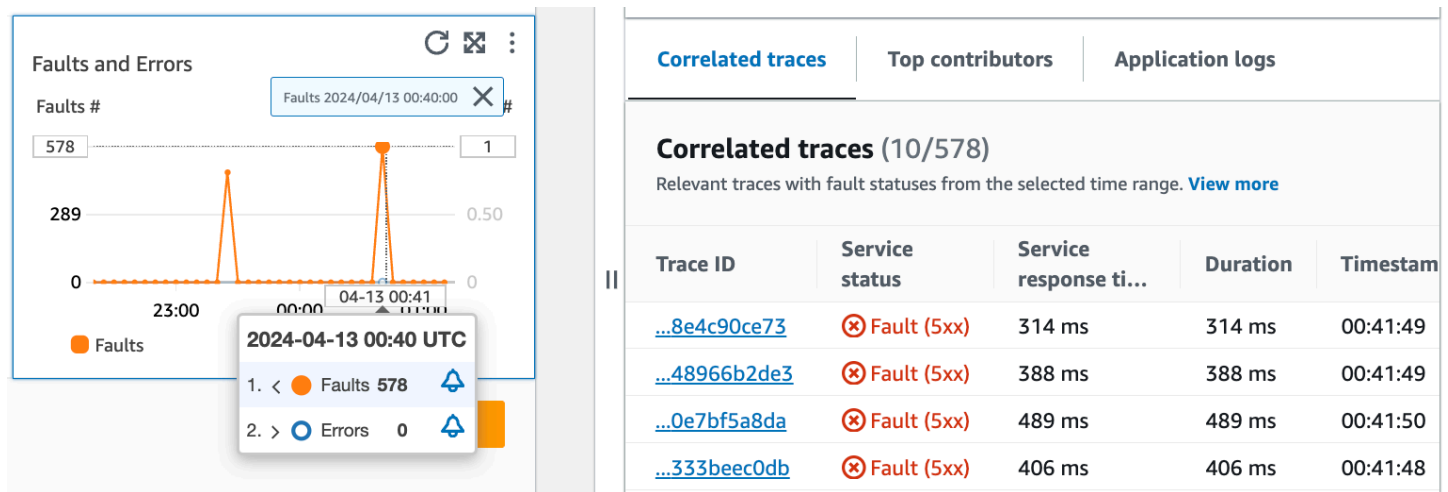 Faults and Errors
Faults #
Faults 2024/04/13 00:40:00
#
578
1
289
0.50
0
0
04-13 00:41
23:00
00:00
01:00
Faults
2024-04-13 00:40 UTC
1. < Faults 578
2. > Errors 0
Correlated traces
Top contributors
Application logs
Correlated traces (10/578)
Relevant traces with fault statuses from the selected time range. View more
Trace ID
Service
status
Service
response ti...
Duration
Timestam
...8e4c90ce73 Fault (5xx) 314 ms 314 ms 00:41:49
...48966b2de3 Fault (5xx) 388 ms 388 ms 00:41:49
...0e7bf5a8da Fault (5xx) 489 ms 489 ms 00:41:50
...333beec0db Fault (5xx) 406 ms 406 ms 00:41:48